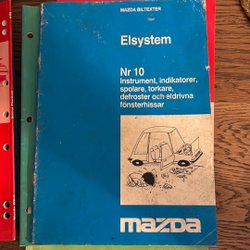 MAZDA BILTEXTER
Elsystem
Nr 10
Instrument, indikatorer,
spolare, torkare,
defroster och eldrivna
fönsterhissar
mazda